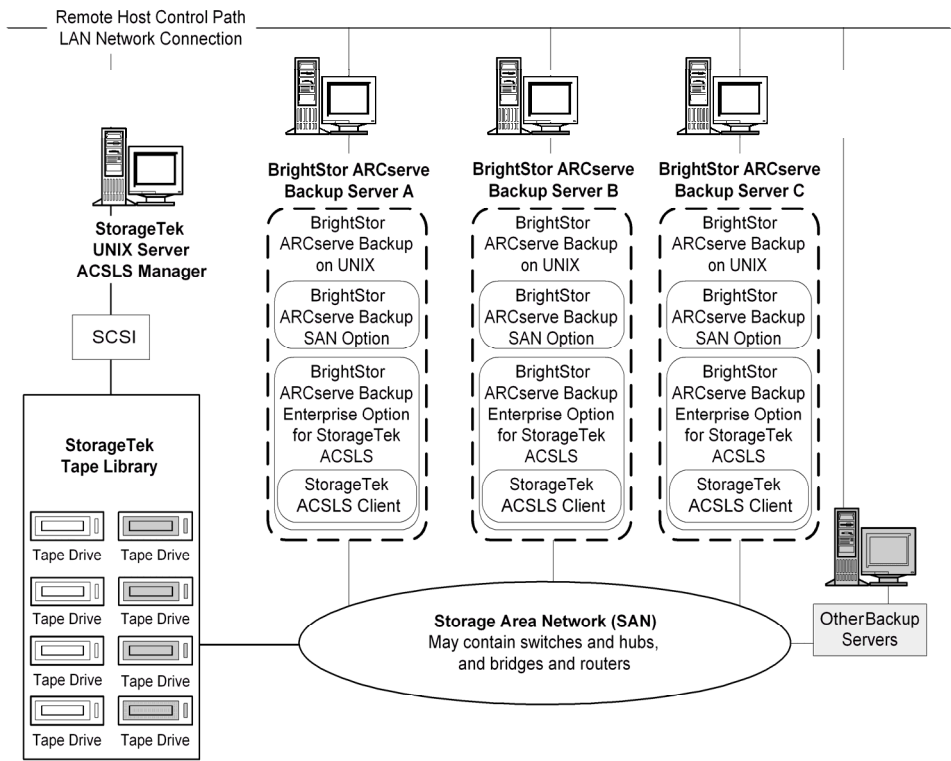 Remote Host Control Path
LAN Network Connection
StorageTek
UNIX Server
ACSLS Manager
SCSI
StorageTek
Tape Library
Tape Drive
Tape Drive
Tape Drive
Tape Drive
Tape Drive
Tape Drive
Tape Drive
Tape Drive
BrightStor ARCserve
Backup Server A
BrightStor
ARCserve Backup
on UNIX
BrightStor
ARCserve Backup
SAN Option
BrightStor
ARCserve Backup
Enterprise Option
for StorageTek
ACSLS
StorageTek
ACSLS Client
BrightStor ARCserve
Backup Server B
BrightStor
ARCserve Backup
on UNIX
BrightStor
ARCserve Backup
SAN Option
BrightStor
ARCserve Backup
Enterprise Option
for StorageTek
ACSLS
StorageTek
ACSLS Client
BrightStor ARCserve
Backup Server C
BrightStor
ARCserve Backup
on UNIX
BrightStor
ARCserve Backup
SAN Option
BrightStor
ARCserve Backup
Enterprise Option
for StorageTek
ACSLS
StorageTek
ACSLS Client
Storage Area Network (SAN)
May contain switches and hubs,
and bridges and routers
OtherBackup
Servers